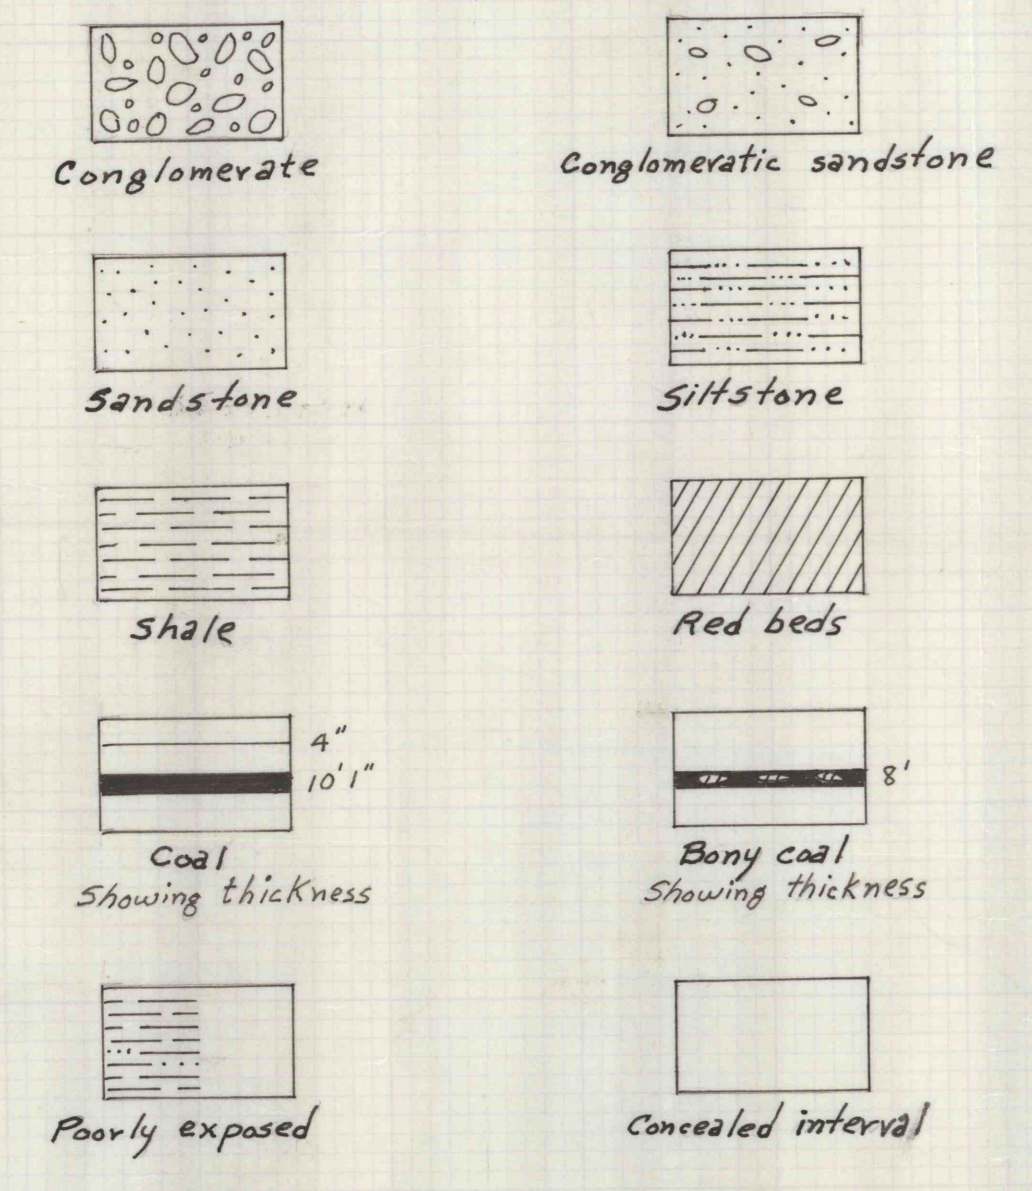 Conglomerate
Conglomeratic sandstone
Sandstone
Siltstone
Shale
Red beds
4"
10' 1"
Coal
Showing thickness
8'
Bony coal
Showing thickness
Poorly exposed
Concealed interval